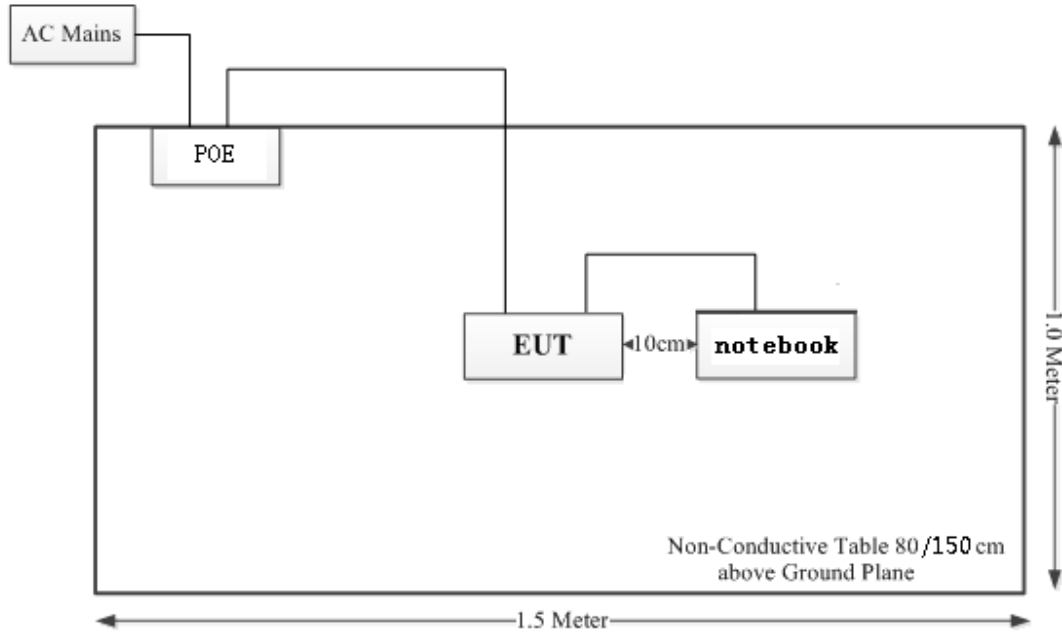 AC Mains
POE
EUT
10cm
notebook
1.0 Meter
Non-Conductive Table 80/150 cm
above Ground Plane
1.5 Meter